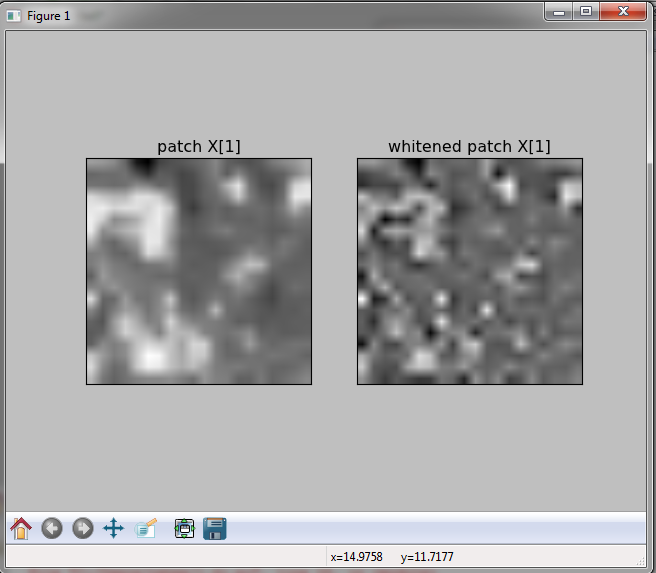 Figure 1
patch X[1]
whitened patch X[1]
x=14.9758 y=11.7177